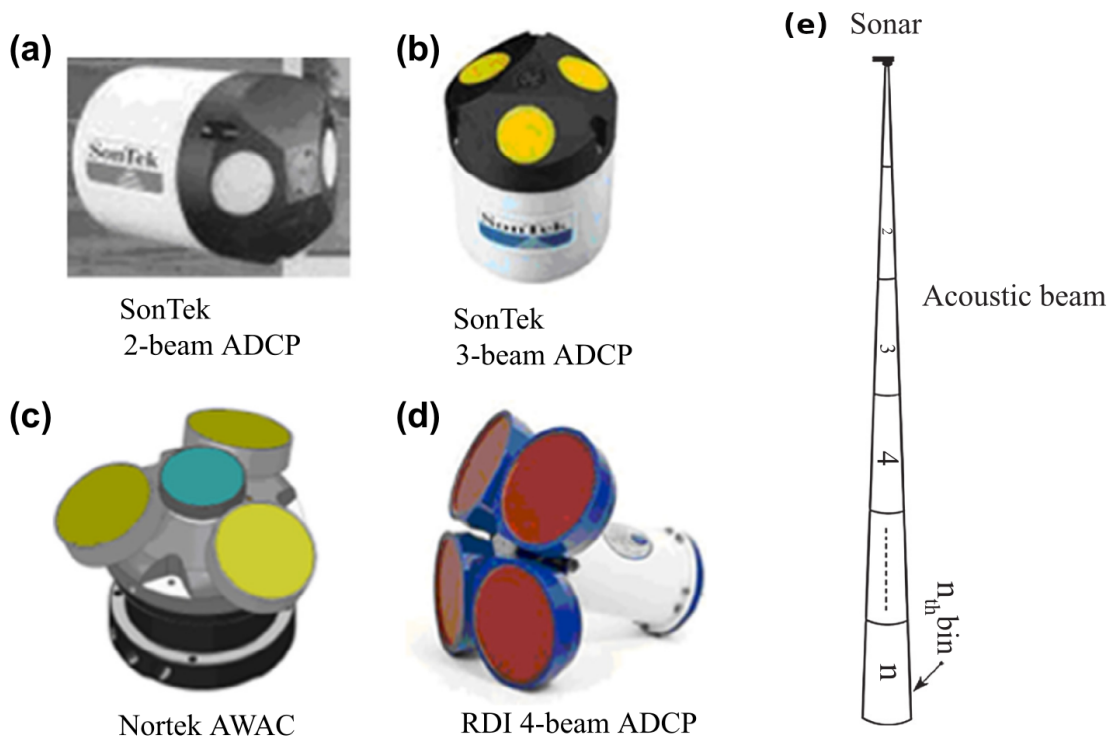 (a)
SonTek
SonTek
2-beam ADCP
(b)
SonTek
SonTek
3-beam ADCP
(c)
Nortek AWAC
(d)
RDI 4-beam ADCP
(e) Sonar
2
3
4
n
Acoustic beam
nth bin